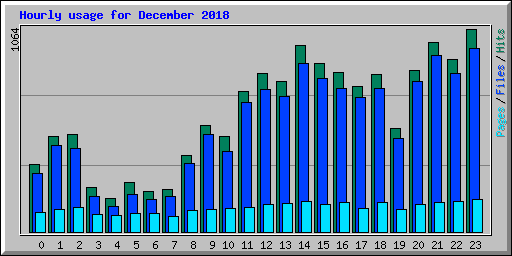 Hourly usage for December 2018
1064
Pages/Files/Hits
0 1 2 3 4 5 6 7 8 9 10 11 12 13 14 15 16 17 18 19 20 21 22 23